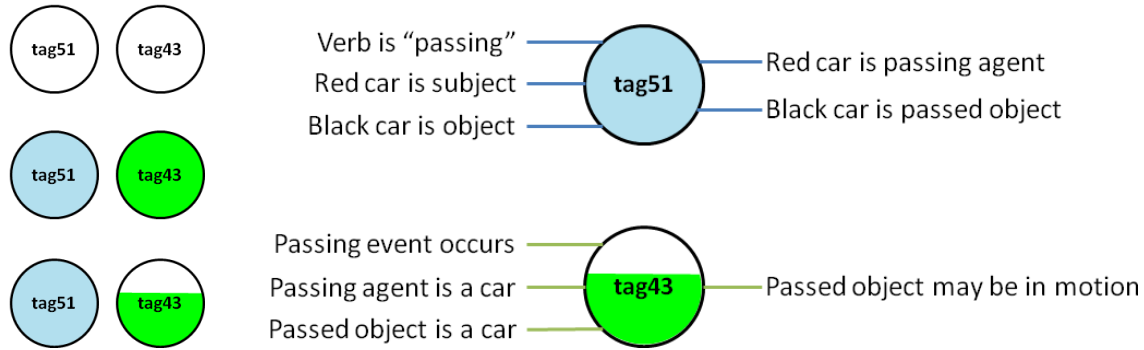 tag51
tag43
tag51
tag43
tag51
tag43
Verb is “passing”
Red car is subject
Black car is object
tag51
Red car is passing agent
Black car is passed object
Passing event occurs
Passing agent is a car
Passed object is a car
tag43
Passed object may be in motion